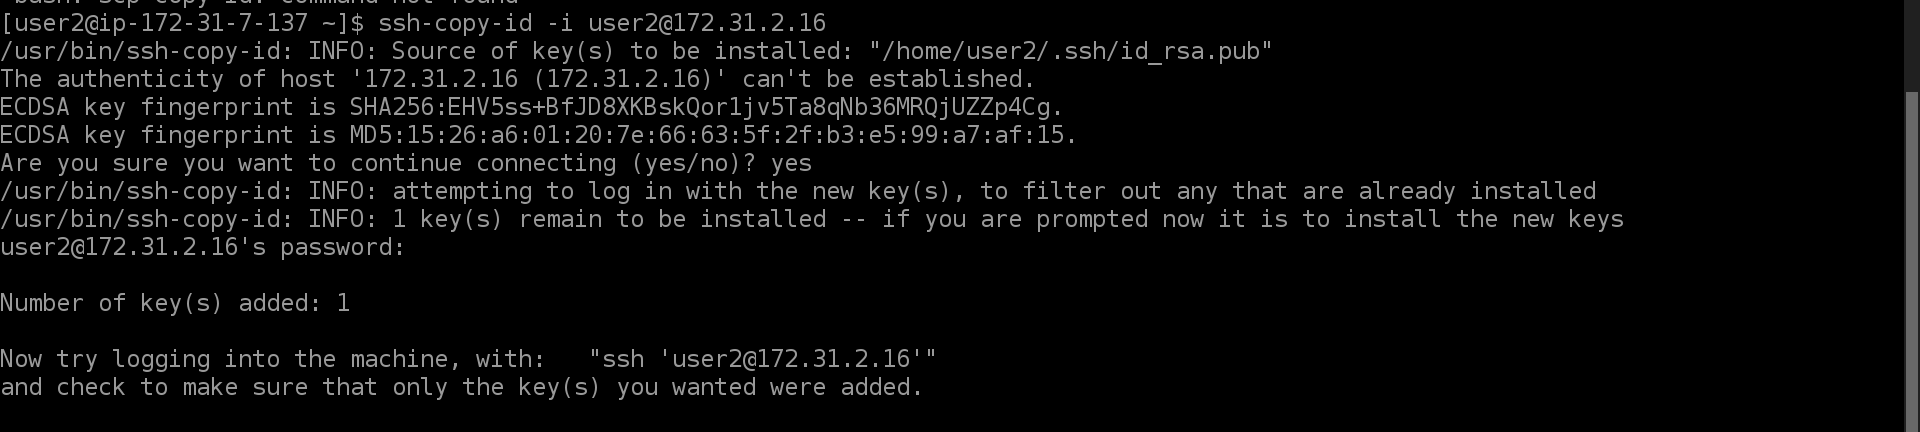 -bash: scp-copy-id: command not found
[user2@ip-172-31-7-137 ~]$ ssh-copy-id -i user2@172.31.2.16
/usr/bin/ssh-copy-id: INFO: Source of key(s) to be installed: "/home/user2/.ssh/id_rsa.pub"
The authenticity of host '172.31.2.16 (172.31.2.16)' can't be established.
ECDSA key fingerprint is SHA256:EHV5ss+BfJD8XKBskQor1jv5Ta8qNb36MRQjUZZp4Cg.
ECDSA key fingerprint is MD5:15:26:a6:01:20:7e:66:63:5f:2f:b3:e5:99:a7:af:15.
Are you sure you want to continue connecting (yes/no)? yes
/usr/bin/ssh-copy-id: INFO: attempting to log in with the new key(s), to filter out any that are already installed
/usr/bin/ssh-copy-id: INFO: 1 key(s) remain to be installed -- if you are prompted now it is to install the new keys
user2@172.31.2.16's password:
Number of key(s) added: 1
Now try logging into the machine, with:   "ssh 'user2@172.31.2.16'"
and check to make sure that only the key(s) you wanted were added.